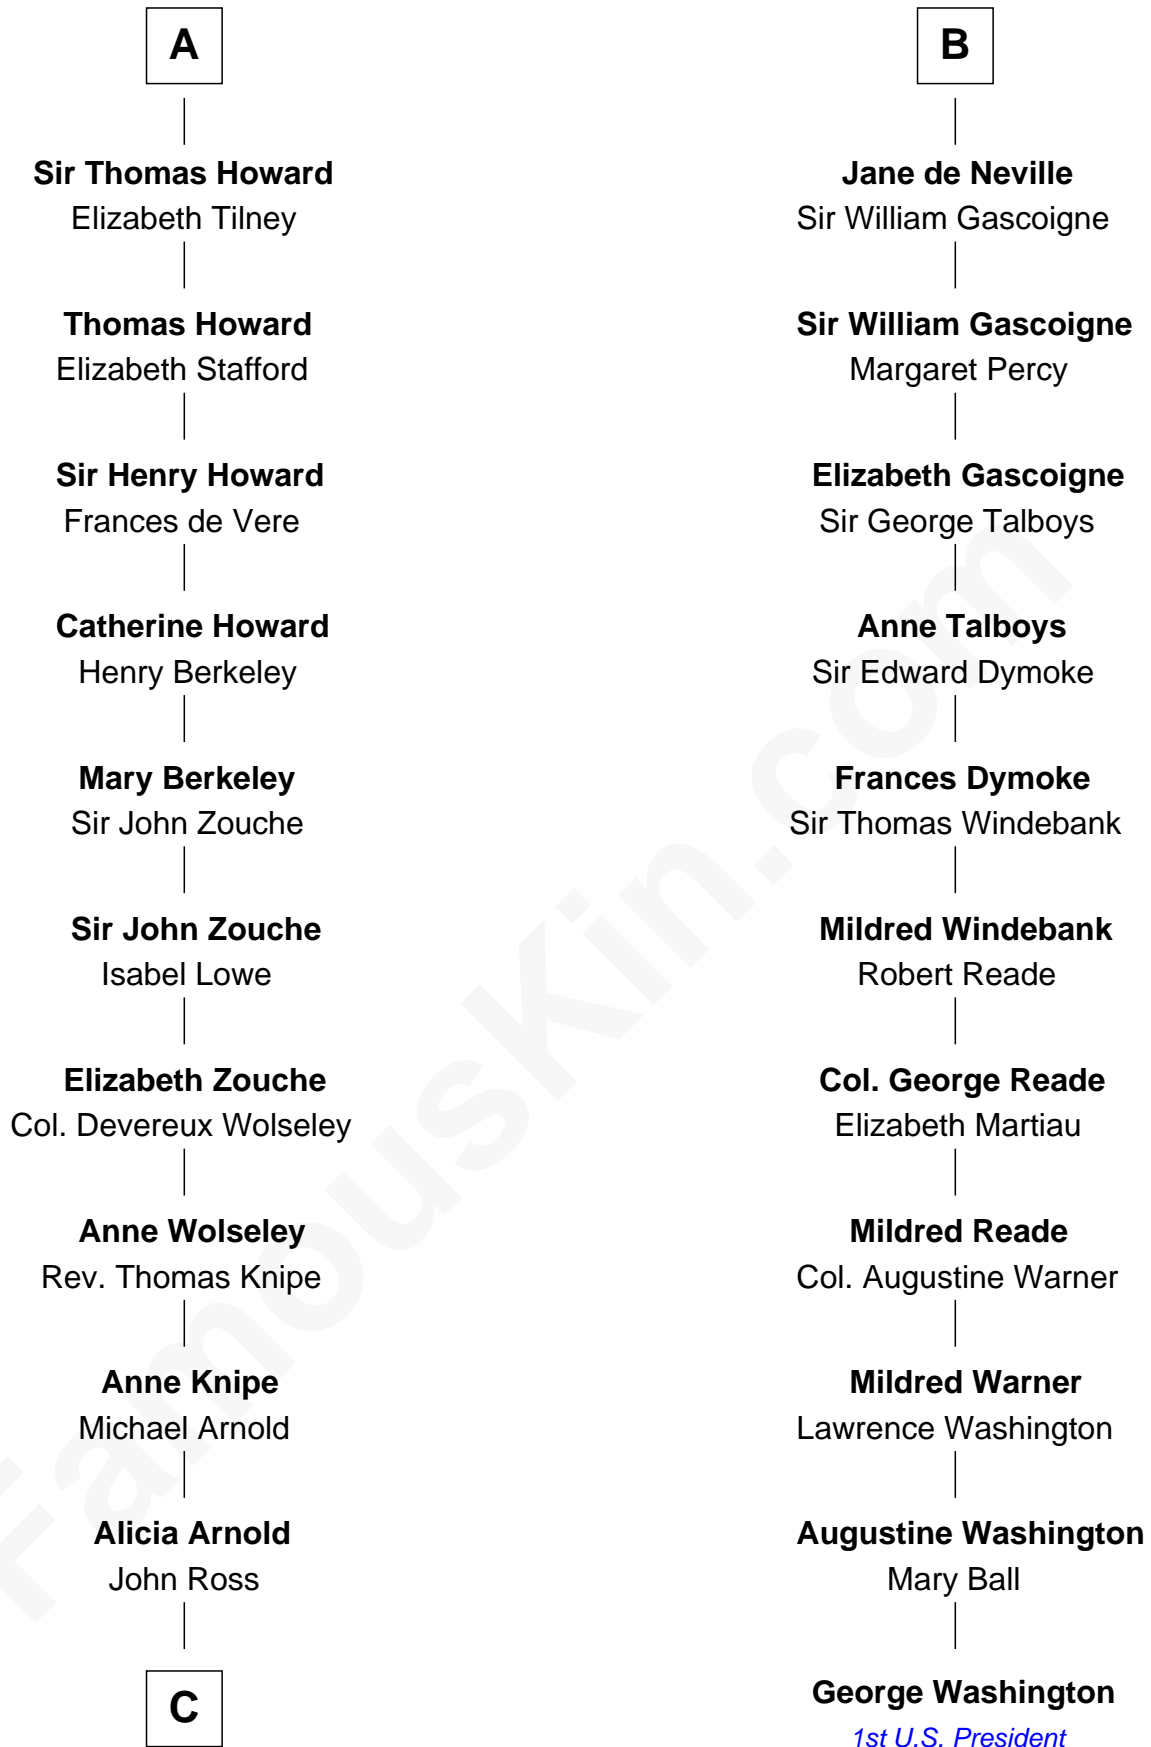 A
Sir Thomas Howard
Elizabeth Tilney
Thomas Howard
Elizabeth Stafford
Sir Henry Howard
Frances de Vere
Catherine Howard
Henry Berkeley
Mary Berkeley
Sir John Zouche
Sir John Zouche
Isabel Lowe
Elizabeth Zouche
Col. Devereux Wolseley
Anne Wolseley
Rev. Thomas Knipe
Anne Knipe
Michael Arnold
Alicia Arnold
John Ross
C
B
Jane de Neville
Sir William Gascoigne
Sir William Gascoigne
Margaret Percy
Elizabeth Gascoigne
Sir George Talboys
Anne Talboys
Sir Edward Dymoke
Frances Dymoke
Sir Thomas Windebank
Mildred Windebank
Robert Reade
Col. George Reade
Elizabeth Martiau
Mildred Reade
Col. Augustine Warner
Mildred Warner
Lawrence Washington
Augustine Washington
Mary Ball
George Washington
1st U.S. President
FamousKin.com